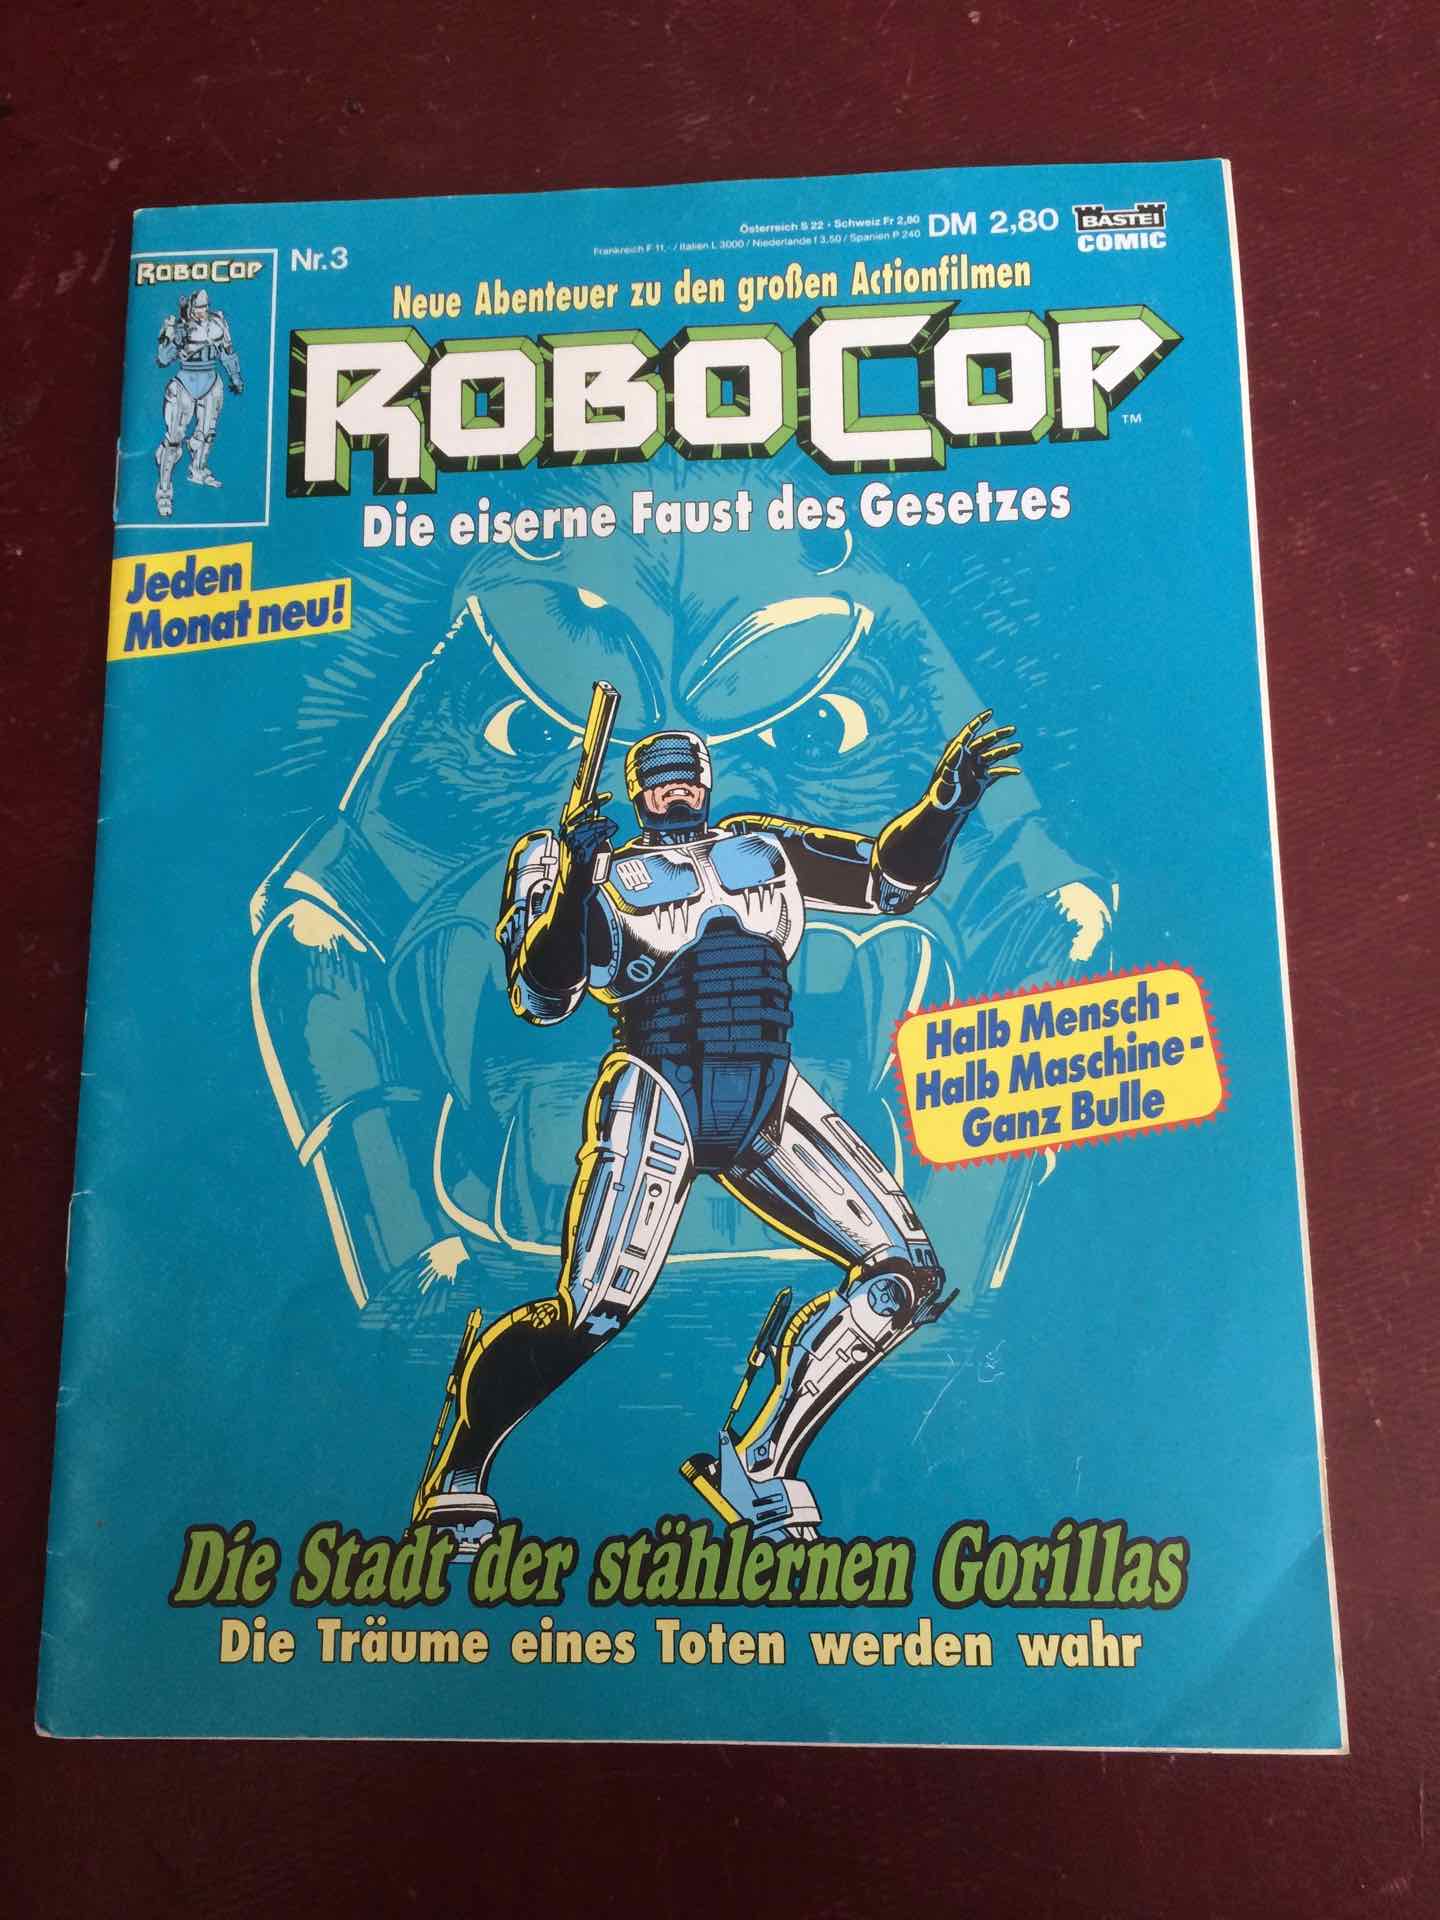 ROBOCOP
Nr.3
Österreich S 22 · Schweiz Fr 2,80
Frankreich F 11,- / Italien L 3000 / Niederlande f 3,50 / Spanien P 240
DM 2,80
BASTEI
COMIC
Neue Abenteuer zu den großen Actionfilmen
ROBOCOP
TM
Die eiserne Faust des Gesetzes
Jeden
Monat neu!
Halb Mensch-
Halb Maschine-
Ganz Bulle
Die Stadt der stählernen Gorillas
Die Träume eines Toten werden wahr